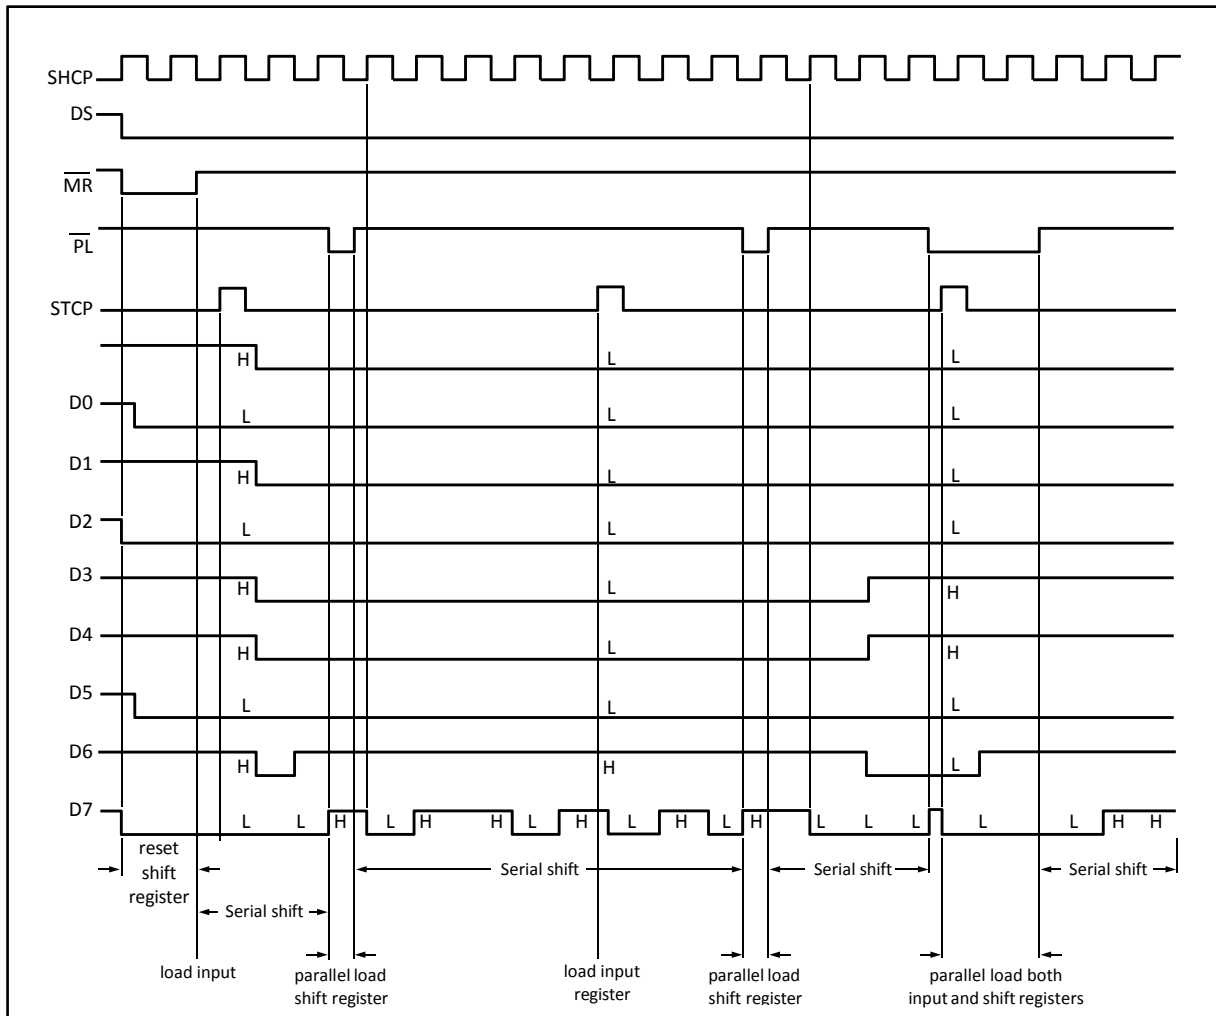 SHCP
DS
MR
PL
STCP
H L L
D0 L L L
D1 H L L
D2 L L L
D3 H L H
D4 H L H
D5 L L L
D6 H H L
D7 L L H L H H L H L H L H L L L L L H H
reset
shift
register
Serial shift
Serial shift
Serial shift
Serial shift
load input
parallel load
shift register
load input
register
parallel load
shift register
parallel load both
input and shift registers